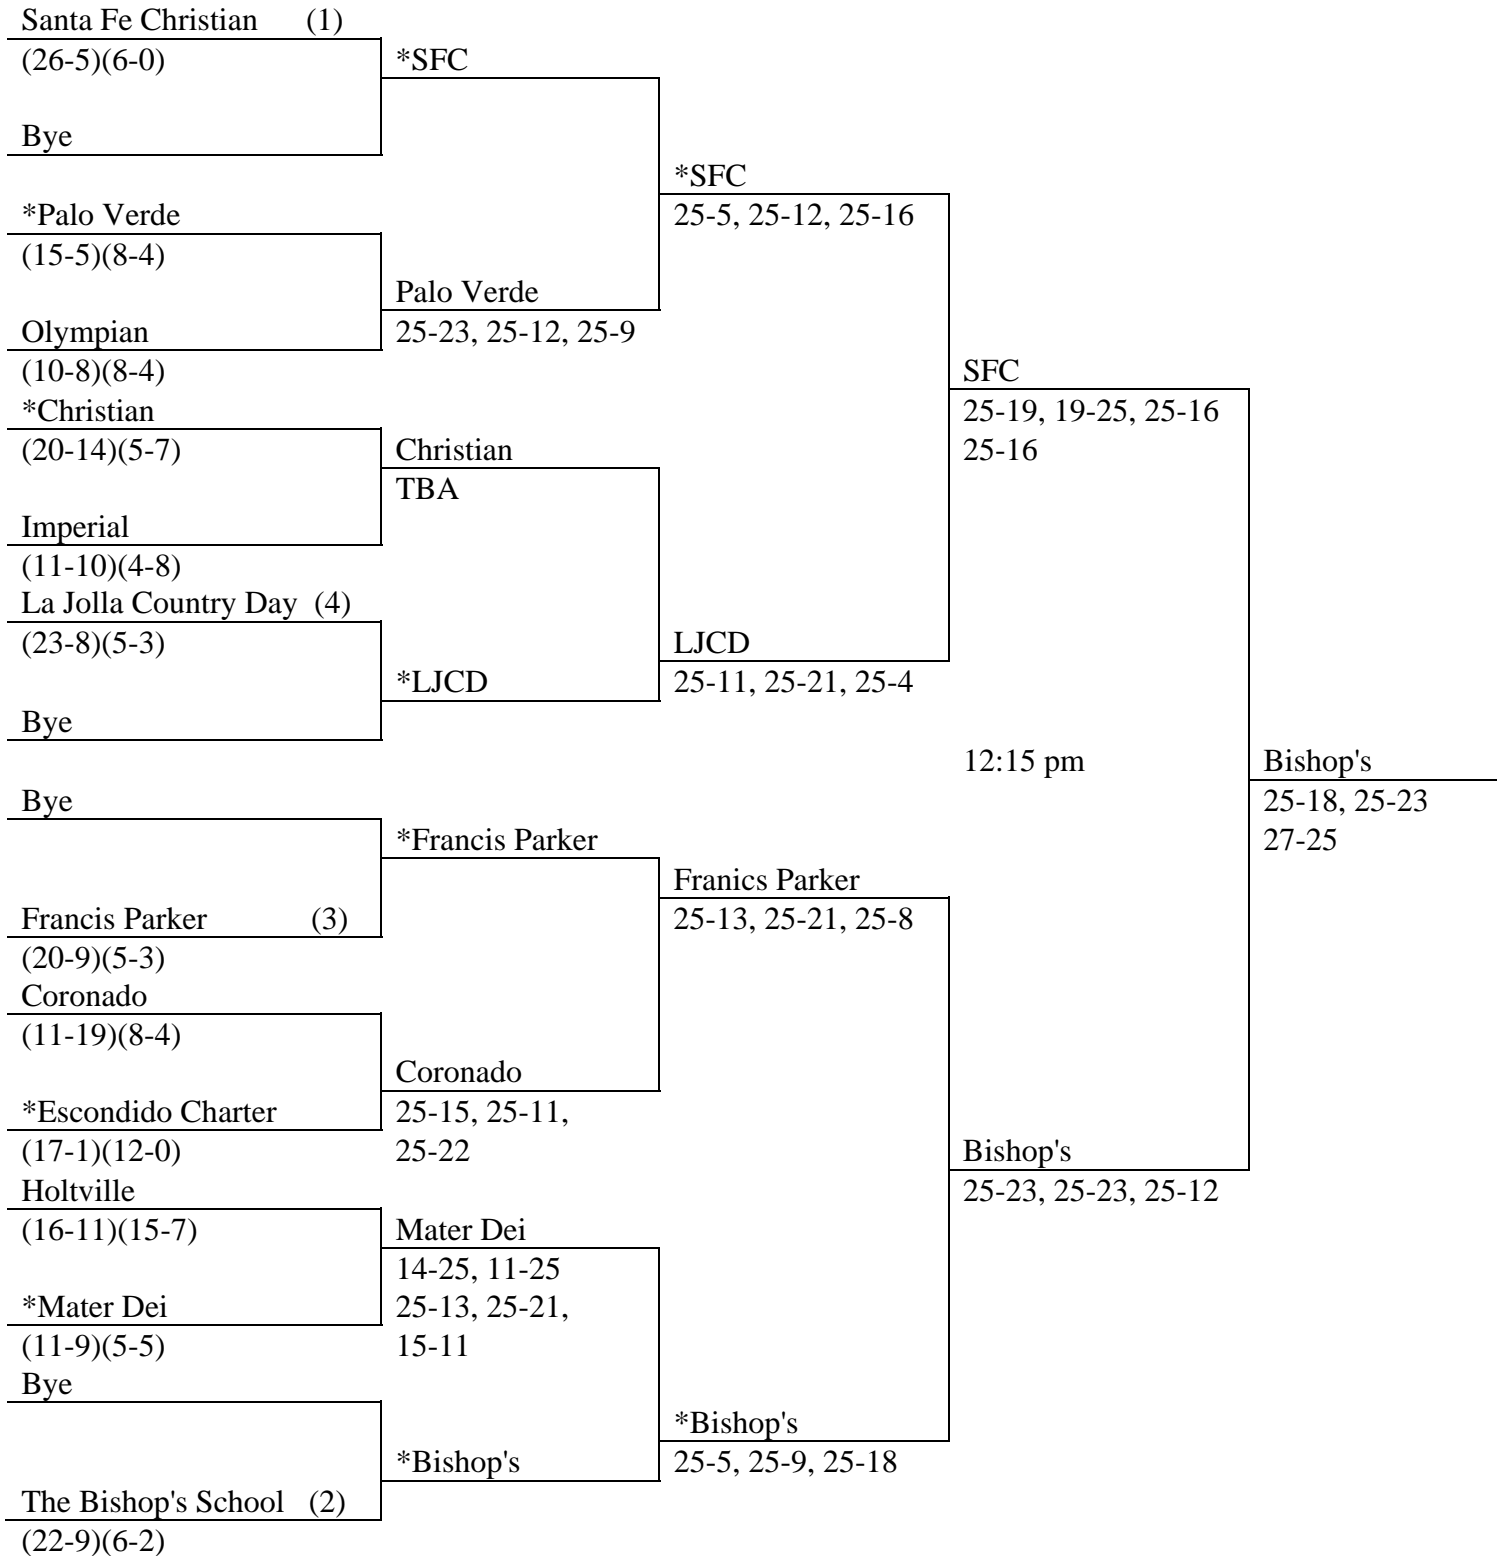 Santa Fe Christian (1)
(26-5)(6-0)
*SFC
Bye
*SFC
*Palo Verde
25-5, 25-12, 25-16
(15-5)(8-4)
Palo Verde
Olympian
25-23, 25-12, 25-9
(10-8)(8-4)
SFC
*Christian
25-19, 19-25, 25-16
(20-14)(5-7)
Christian
25-16
TBA
Imperial
(11-10)(4-8)
La Jolla Country Day (4)
(23-8)(5-3)
LJCD
*LJCD
25-11, 25-21, 25-4
Bye
12:15 pm
Bishop's
Bye
25-18, 25-23
*Francis Parker
27-25
Franics Parker
Francis Parker (3)
25-13, 25-21, 25-8
(20-9)(5-3)
Coronado
(11-19)(8-4)
Coronado
*Escondido Charter
25-15, 25-11,
(17-1)(12-0)
25-22
Bishop's
Holtville
25-23, 25-23, 25-12
(16-11)(15-7)
Mater Dei
14-25, 11-25
*Mater Dei
25-13, 25-21,
(11-9)(5-5)
15-11
Bye
*Bishop's
*Bishop's
25-5, 25-9, 25-18
The Bishop's School (2)
(22-9)(6-2)